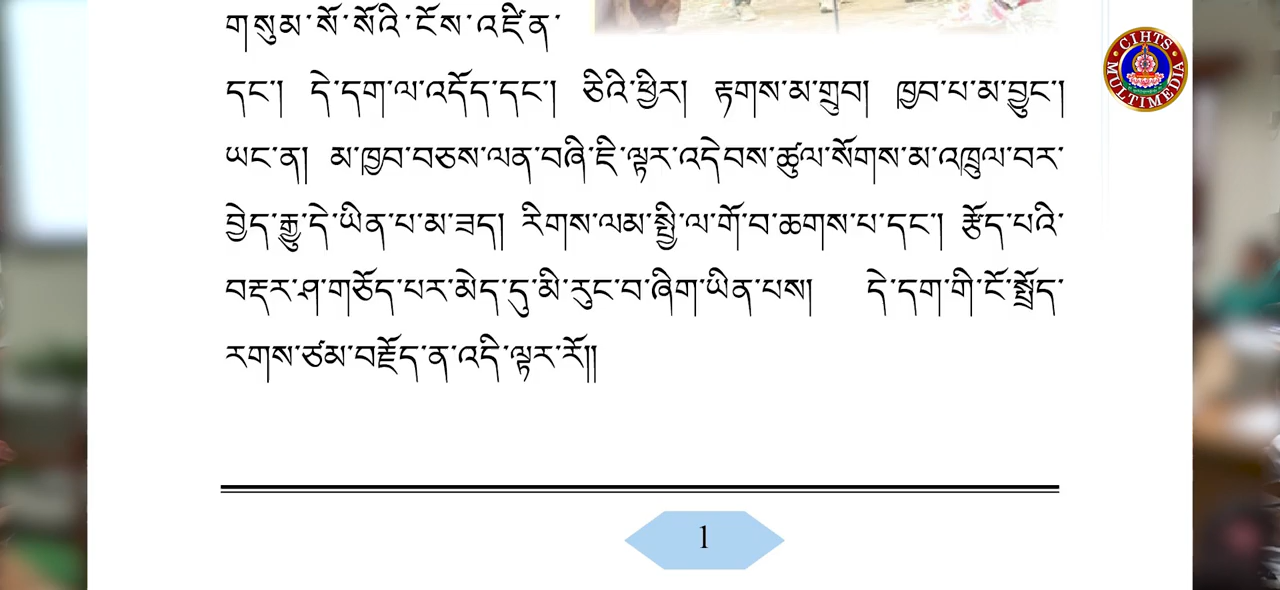 གསུམ་སོ་སོའི་ངོས་འཛིན་
CIHTS
MULTIMEDIA
དང་། དེ་དག་ལ་འདོད་དང་། ཅིའི་ཕྱིར། རྟགས་མ་གྲུབ། ཁྱབ་པ་མ་བྱུང་།
ཡང་ན། མ་ཁྱབ་བཅས་ལན་བཞི་ཇི་ལྟར་འདེབས་ཚུལ་སོགས་མ་འཁྲུལ་བར་
བྱེད་རྒྱུ་དེ་ཡིན་པ་མ་ཟད། རིགས་ལམ་སྤྱི་ལ་གོ་བ་ཆགས་པ་དང་། རྩོད་པའི་
བརྡར་ཤ་གཅོད་པར་མེད་དུ་མི་རུང་བ་ཞིག་ཡིན་པས། དེ་དག་གི་ངོ་སྤྲོད་
རགས་ཙམ་བརྗོད་ན་འདི་ལྟར་རོ།།
1